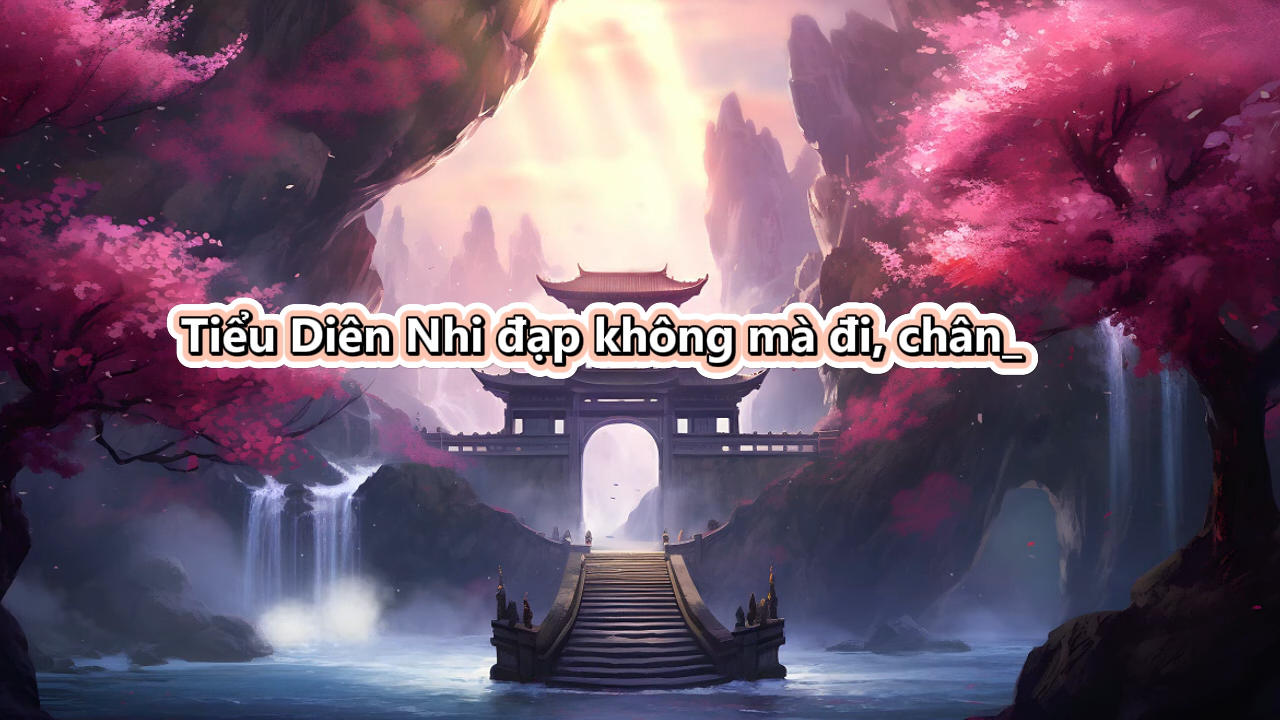 Tiểu Diên Nhi đạp không mà đi, chân_